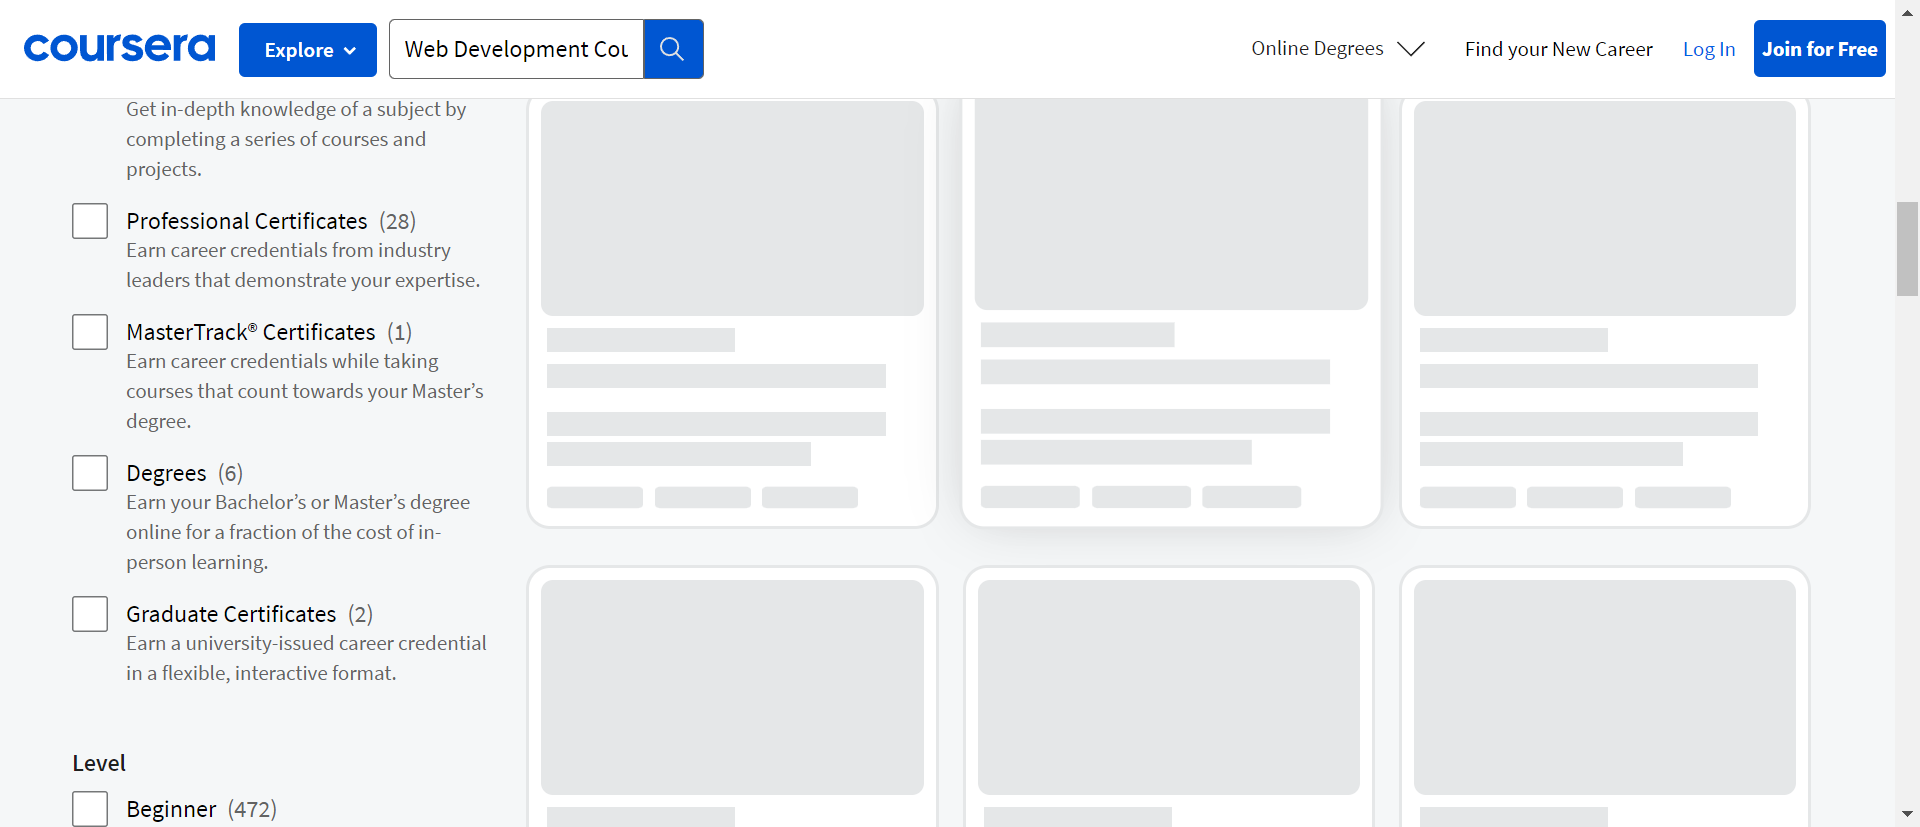 coursera
Explore
Web Development Cou
Online Degrees
Find your New Career
Log In
Join for Free
Get in-depth knowledge of a subject by
completing a series of courses and
projects.
Professional Certificates (28)
Earn career credentials from industry
leaders that demonstrate your expertise.
MasterTrack® Certificates (1)
Earn career credentials while taking
courses that count towards your Master’s
degree.
Degrees (6)
Earn your Bachelor’s or Master’s degree
online for a fraction of the cost of in-
person learning.
Graduate Certificates (2)
Earn a university-issued career credential
in a flexible, interactive format.
Level
Beginner (472)